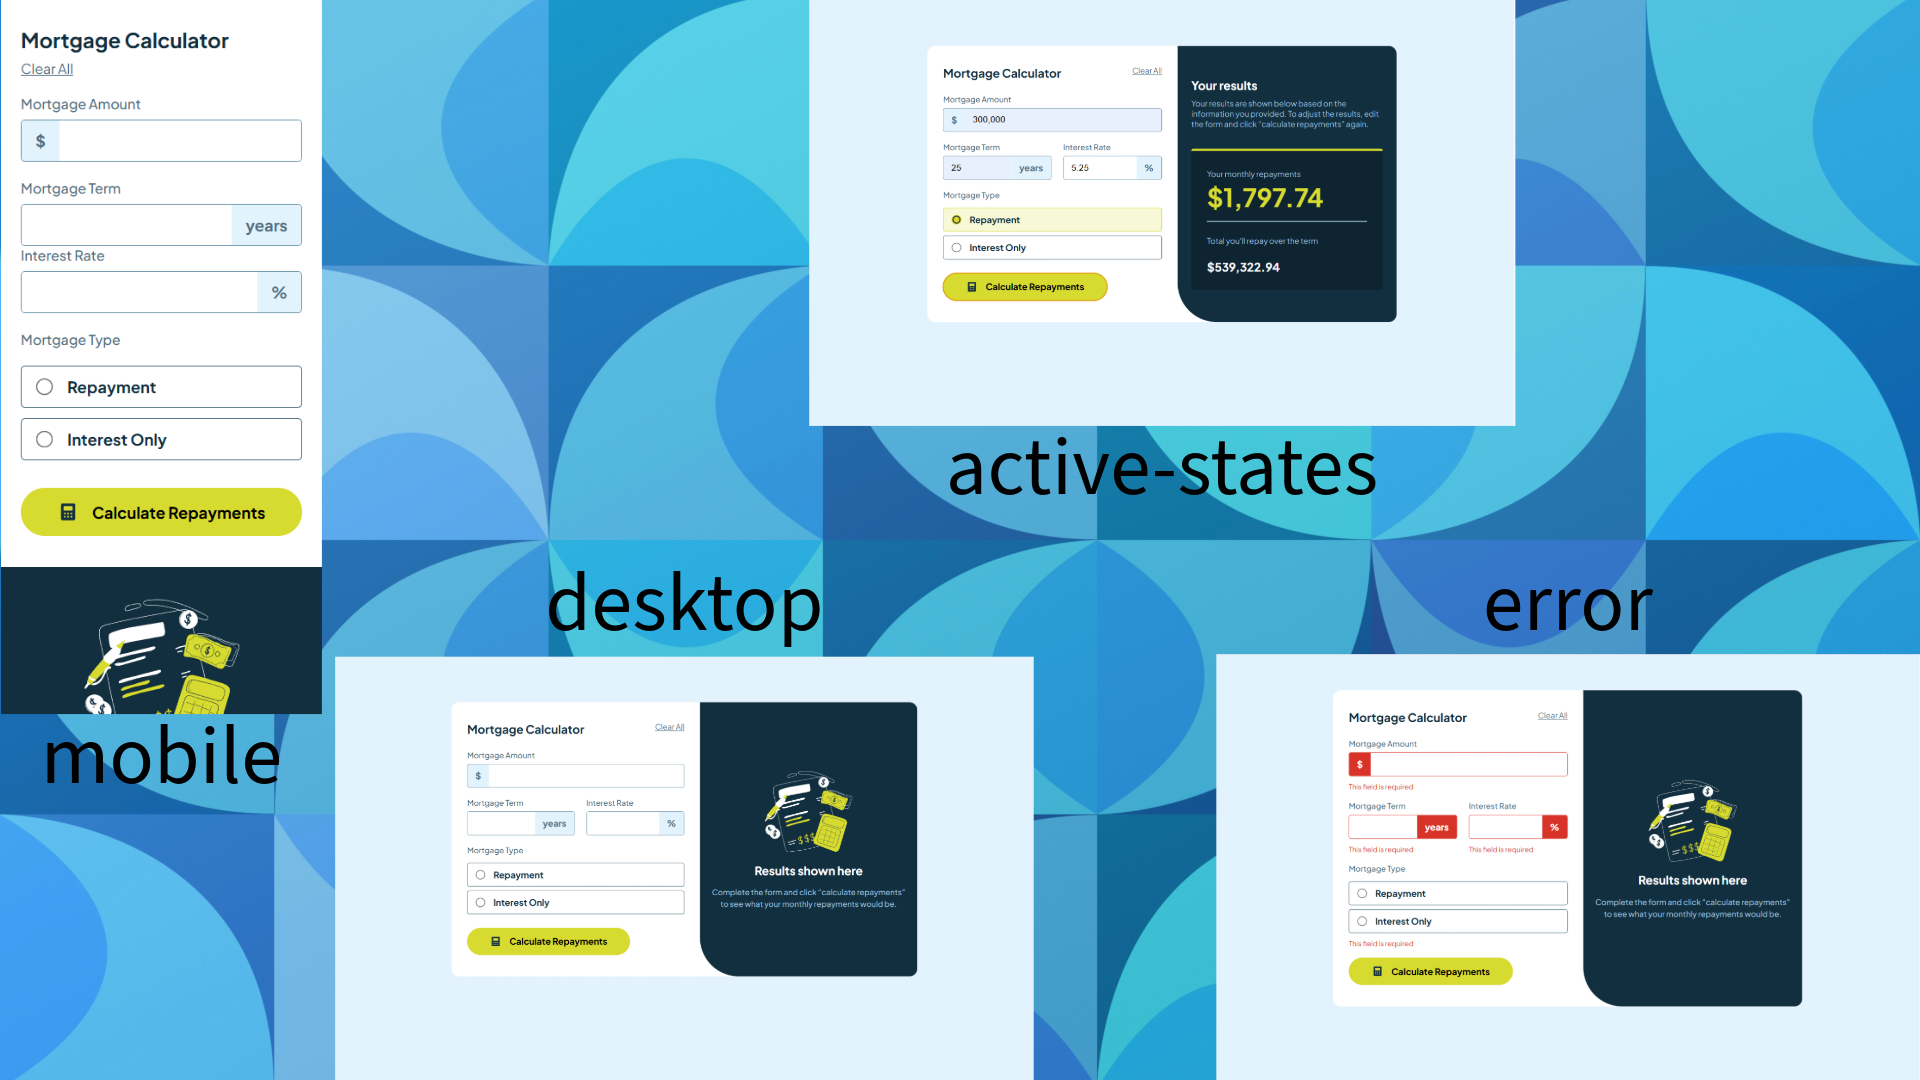 Mortgage Calculator
Clear All
Mortgage Amount
$
Mortgage Term
years
Interest Rate
%
Mortgage Type
Repayment
Interest Only
Calculate Repayments
$
$
mobile
Mortgage Calculator
Clear All
Mortgage Amount
$ 300,000
Mortgage Term
Interest Rate
25 years
5.25 %
Mortgage Type
Repayment
Interest Only
Calculate Repayments
Your results
Your results are shown below based on the
information you provided. To adjust the results, edit
the form and click "calculate repayments" again.
Your monthly repayments
$1,797.74
Total you'll repay over the term
$539,322.94
active-states
desktop
Mortgage Calculator
Clear All
Mortgage Amount
$
Mortgage Term
Interest Rate
years
%
Mortgage Type
Repayment
Interest Only
Calculate Repayments
$
$$$
Results shown here
Complete the form and click "calculate repayments"
to see what your monthly repayments would be.
error
Mortgage Calculator
Clear All
Mortgage Amount
$
This field is required
Mortgage Term
Interest Rate
years
%
This field is required
This field is required
Mortgage Type
Repayment
Interest Only
This field is required
Calculate Repayments
$
$$$
Results shown here
Complete the form and click "calculate repayments"
to see what your monthly repayments would be.